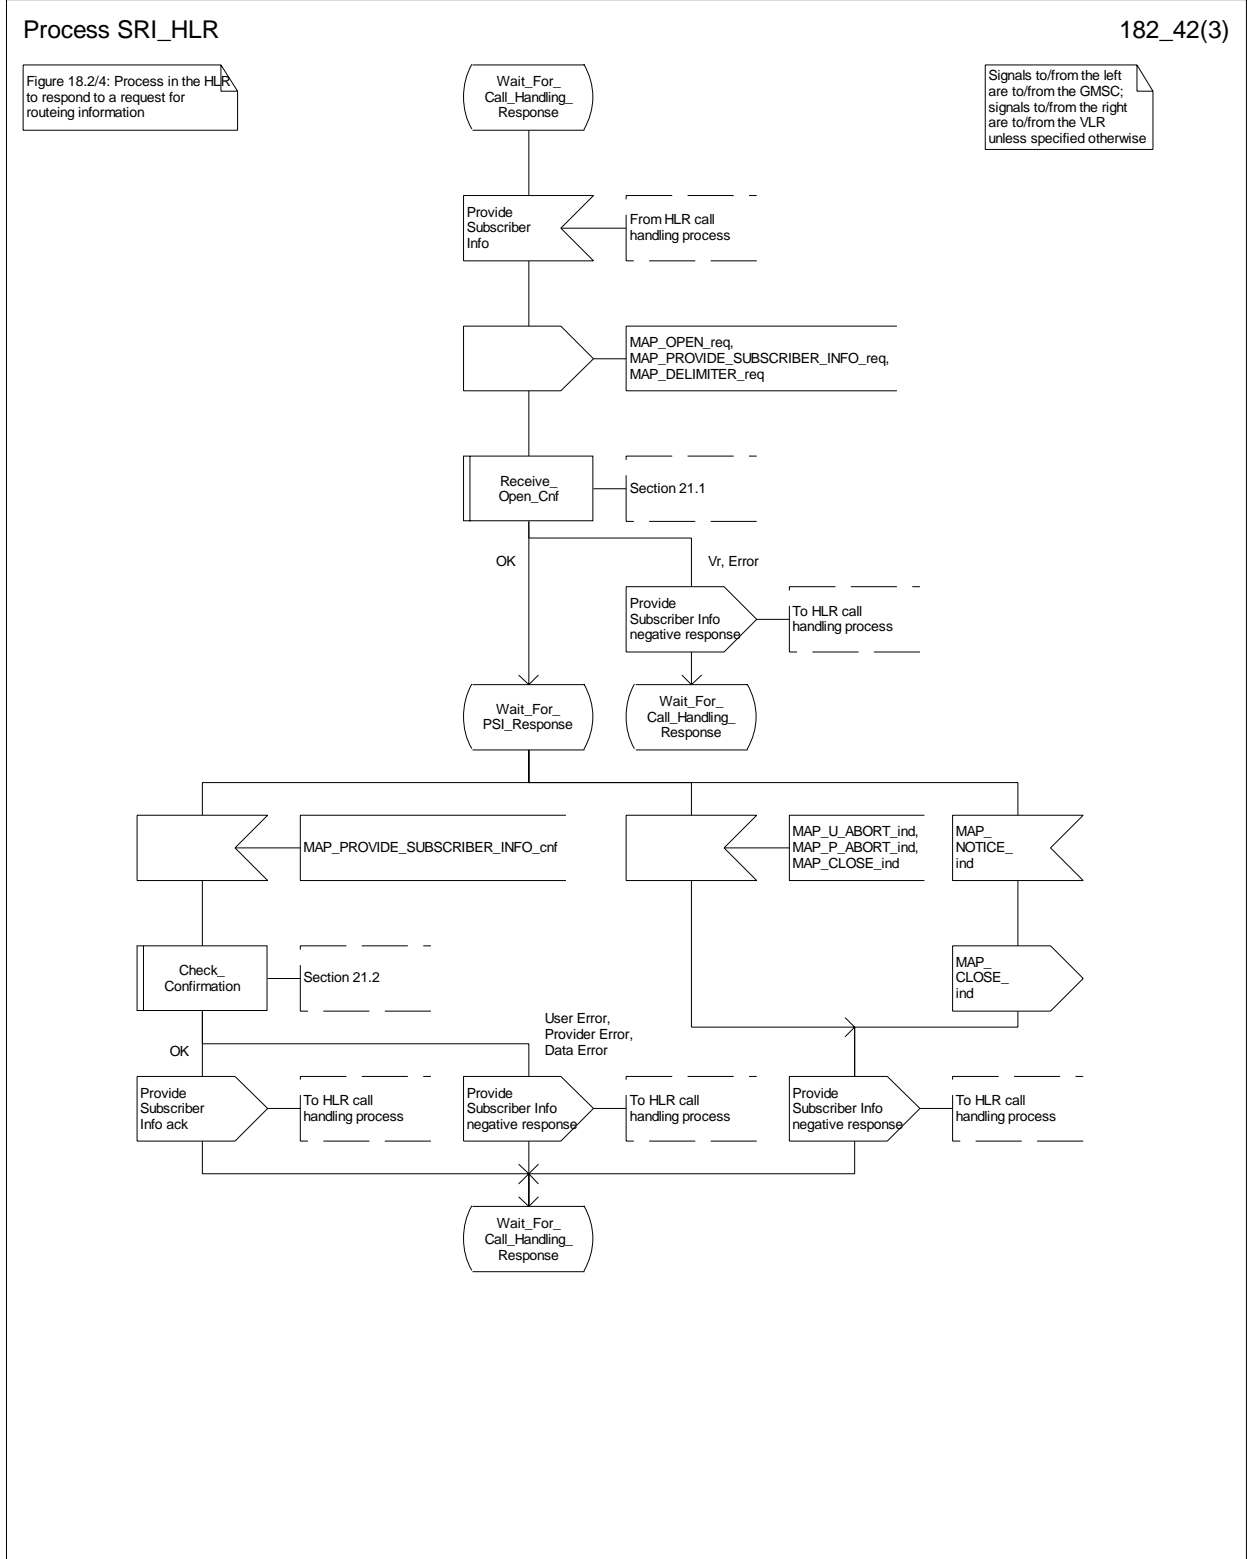 Process SRI_HLR
182_42(3)
Figure 18.2/4: Process in the HLR
to respond to a request for
routeing information
Wait_For_
Call_Handling_
Response
Signals to/from the left
are to/from the GMSC;
signals to/from the right
are to/from the VLR
unless specified otherwise
Provide
Subscriber
Info
From HLR call
handling process
MAP_OPEN_req,
MAP_PROVIDE_SUBSCRIBER_INFO_req,
MAP_DELIMITER_req
Receive_
Open_Cnf
Section 21.1
OK
Vr, Error
Provide
Subscriber Info
negative response
To HLR call
handling process
Wait_For_
PSI_Response
Wait_For_
Call_Handling_
Response
MAP_PROVIDE_SUBSCRIBER_INFO_cnf
MAP_U_ABORT_ind,
MAP_P_ABORT_ind,
MAP_CLOSE_ind
MAP_
NOTICE_
ind
Check_
Confirmation
Section 21.2
MAP_
CLOSE_
ind
User Error,
Provider Error,
Data Error
OK
Provide
Subscriber
Info ack
To HLR call
handling process
Provide
Subscriber Info
negative response
To HLR call
handling process
Provide
Subscriber Info
negative response
To HLR call
handling process
Wait_For_
Call_Handling_
Response